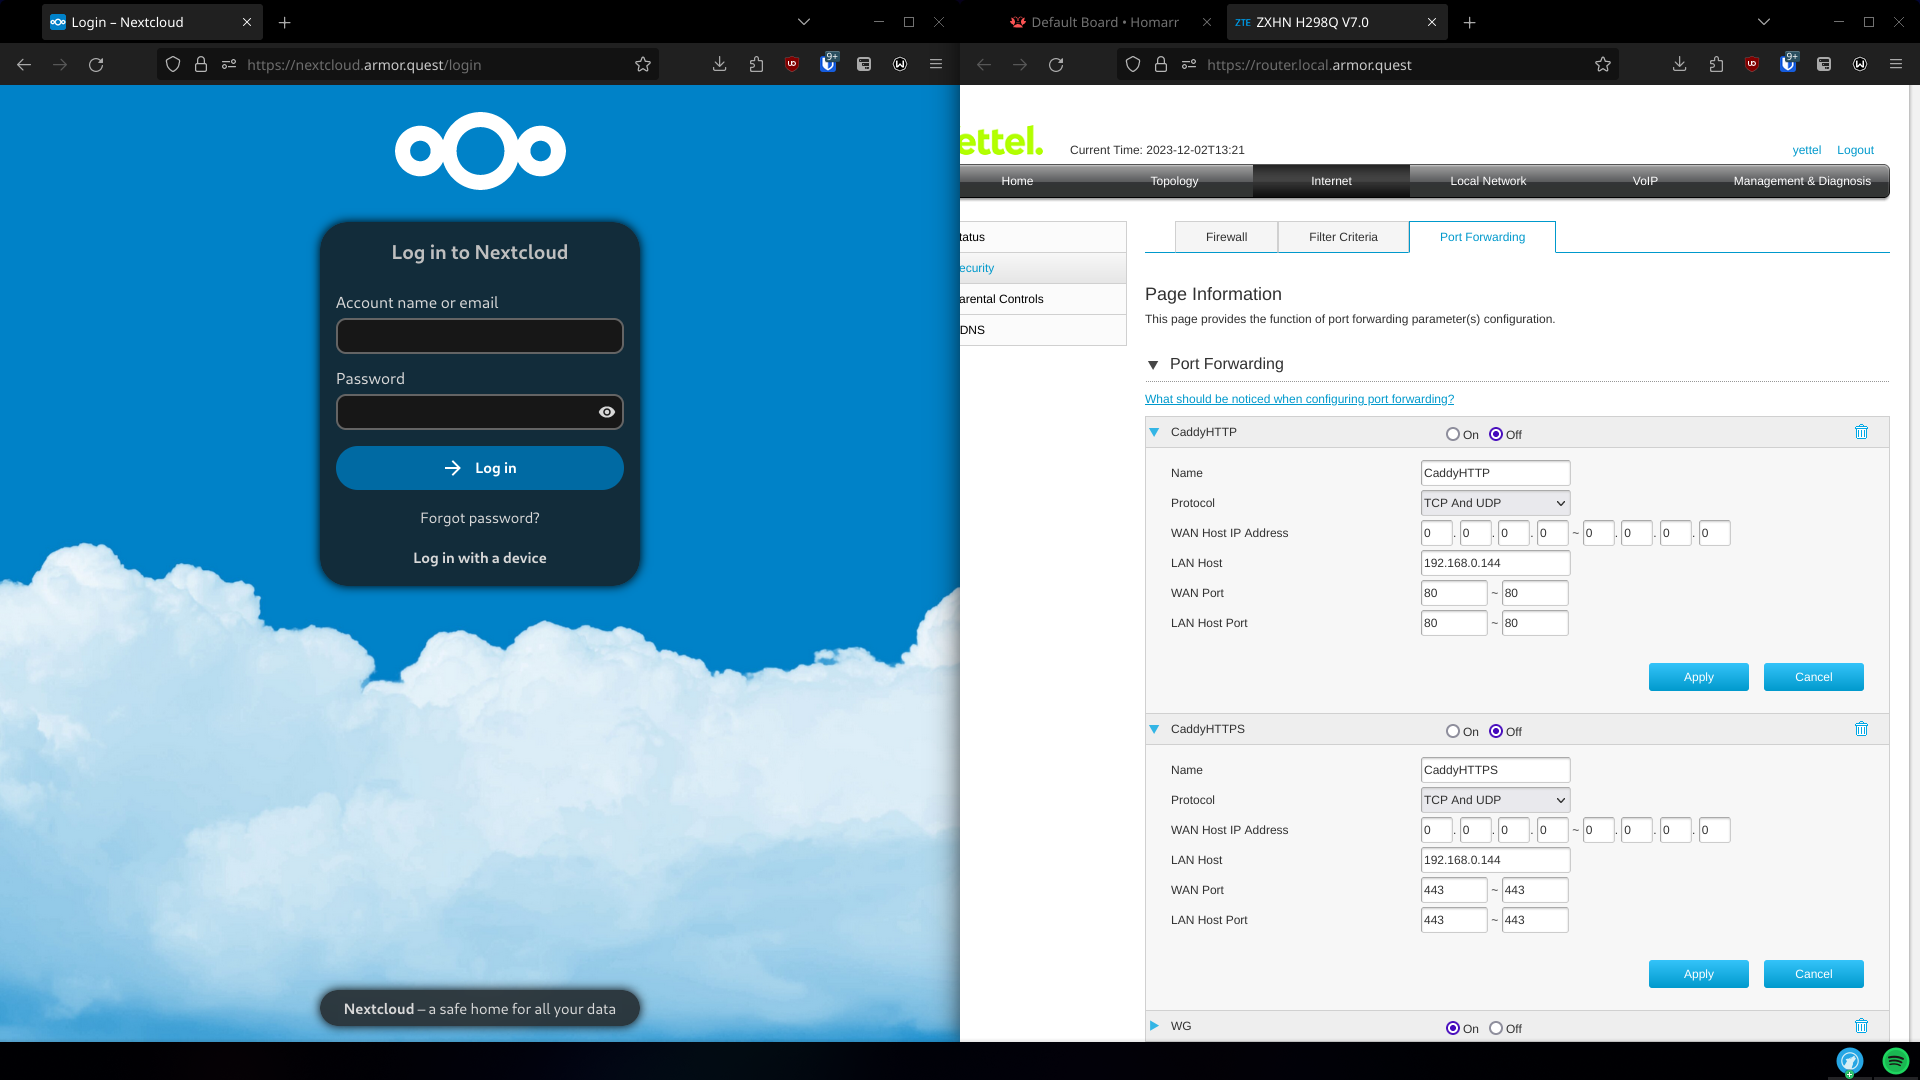 Login – Nextcloud
https://nextcloud.armor.quest/login
9+
Log in to Nextcloud
Account name or email
Password
Log in
Forgot password?
Log in with a device
Nextcloud – a safe home for all your data
Default Board • Homarr
ZTE ZXHN H298Q V7.0
https://router.local.armor.quest
9+
ettel.
Current Time: 2023-12-02T13:21
yettel Logout
Home Topology Internet Local Network VoIP Management & Diagnosis
tatus
ecurity
arental Controls
DNS
Firewall Filter Criteria Port Forwarding
Page Information
This page provides the function of port forwarding parameter(s) configuration.
Port Forwarding
What should be noticed when configuring port forwarding?
CaddyHTTP On Off
Name CaddyHTTP
Protocol TCP And UDP
WAN Host IP Address 0 . 0 . 0 . 0 ~ 0 . 0 . 0 . 0
LAN Host 192.168.0.144
WAN Port 80 ~ 80
LAN Host Port 80 ~ 80
Apply Cancel
CaddyHTTPS On Off
Name CaddyHTTPS
Protocol TCP And UDP
WAN Host IP Address 0 . 0 . 0 . 0 ~ 0 . 0 . 0 . 0
LAN Host 192.168.0.144
WAN Port 443 ~ 443
LAN Host Port 443 ~ 443
Apply Cancel
WG On Off